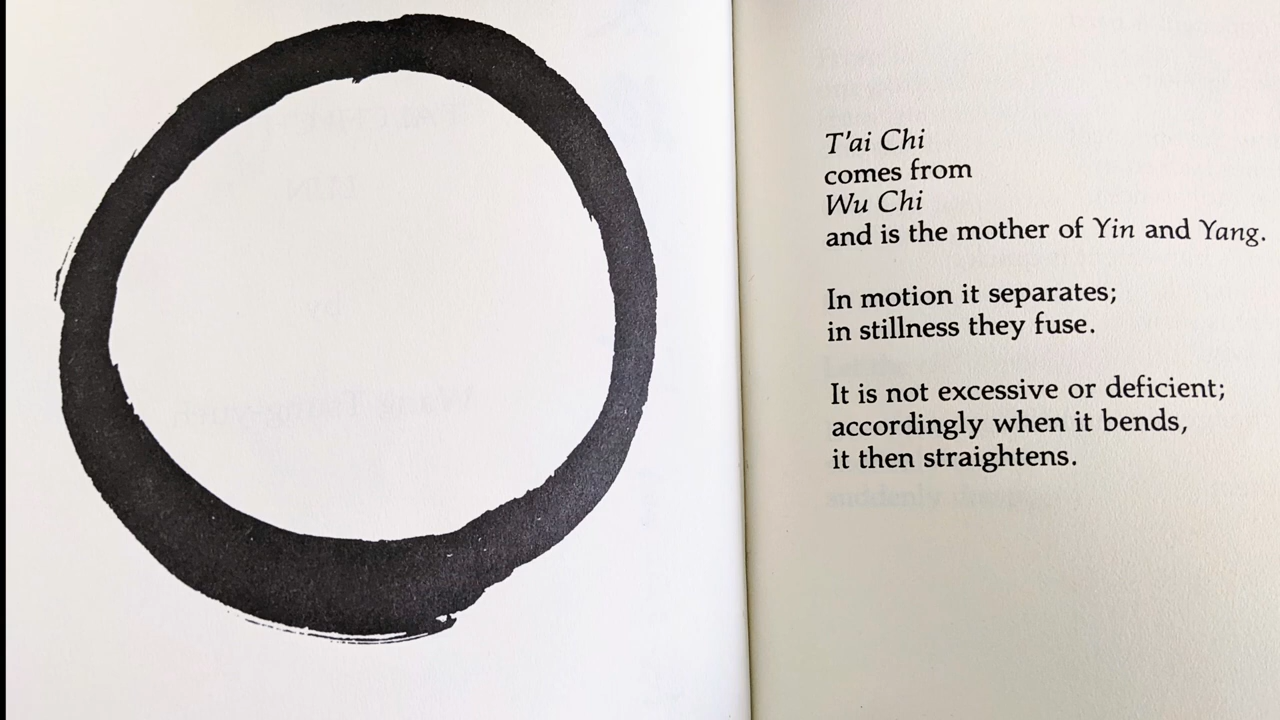 T'ai Chi
comes from
Wu Chi
and is the mother of Yin and Yang.
In motion it separates;
in stillness they fuse.
It is not excessive or deficient;
accordingly when it bends,
it then straightens.